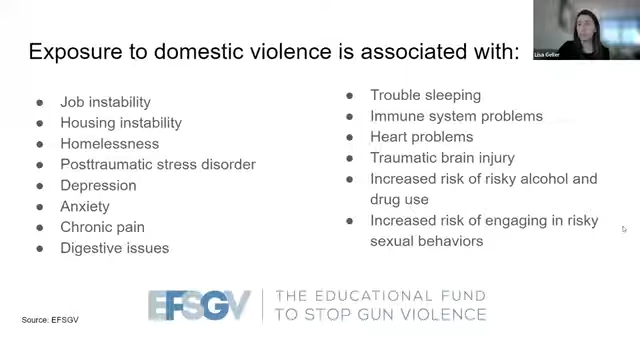 Exposure to domestic violence is associated with:
Lisa Geller
● Job instability
● Housing instability
● Homelessness
● Posttraumatic stress disorder
● Depression
● Anxiety
● Chronic pain
● Digestive issues
● Trouble sleeping
● Immune system problems
● Heart problems
● Traumatic brain injury
● Increased risk of risky alcohol and
drug use
● Increased risk of engaging in risky
sexual behaviors
EFSGV
THE EDUCATIONAL FUND
TO STOP GUN VIOLENCE
Source: EFSGV